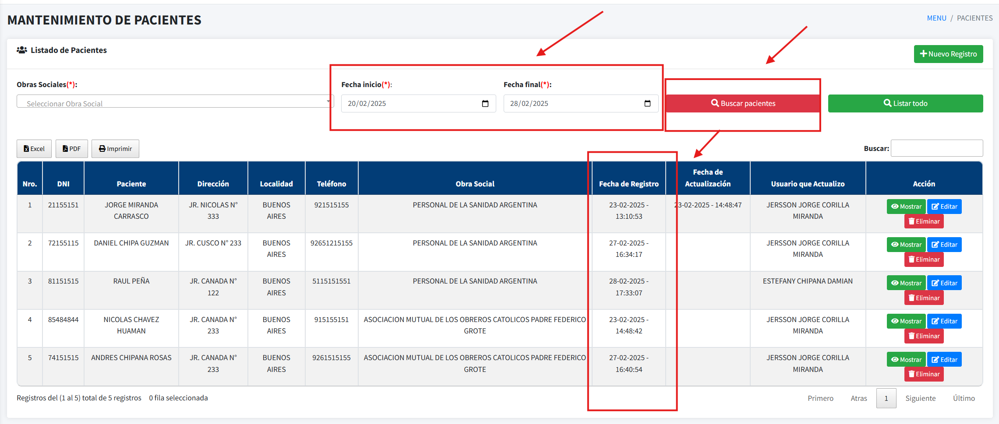 MANTENIMIENTO DE PACIENTES
MENU / PACIENTES
Listado de Pacientes
Nuevo Registro
Obras Sociales(*):
Fecha inicio(*):
Fecha final(*):
Seleccionar Obra Social
20/02/2025
28/02/2025
Buscar pacientes
Listar todo
Excel
PDF
Imprimir
Buscar:
Nro. DNI Paciente Dirección Localidad Teléfono Obra Social Fecha de Registro Fecha de Actualización Usuario que Actualizo Acción
1 21155151 JORGE MIRANDA CARRASCO JR. NICOLAS N° 333 BUENOS AIRES 921515155 PERSONAL DE LA SANIDAD ARGENTINA 23-02-2025 - 13:10:53 23-02-2025 - 14:48:47 JERSSON JORGE CORILLA MIRANDA Mostrar Editar Eliminar
2 72155115 DANIEL CHIPA GUZMAN JR. CUSCO N° 233 BUENOS AIRES 92651215155 PERSONAL DE LA SANIDAD ARGENTINA 27-02-2025 - 16:34:17 JERSSON JORGE CORILLA MIRANDA Mostrar Editar Eliminar
3 81151515 RAUL PEÑA JR. CANADA N° 122 BUENOS AIRES 5115151551 PERSONAL DE LA SANIDAD ARGENTINA 28-02-2025 - 17:33:07 ESTEFANY CHIPANA DAMIAN Mostrar Editar Eliminar
4 85484844 NICOLAS CHAVEZ HUAMAN JR. CANADA N° 233 BUENOS AIRES 915155151 ASOCIACION MUTUAL DE LOS OBREROS CATOLICOS PADRE FEDERICO GROTE 23-02-2025 - 14:48:42 JERSSON JORGE CORILLA MIRANDA Mostrar Editar Eliminar
5 74151515 ANDRES CHIPANA ROSAS JR. CANADA N° 233 BUENOS AIRES 9261515155 ASOCIACION MUTUAL DE LOS OBREROS CATOLICOS PADRE FEDERICO GROTE 27-02-2025 - 16:40:54 JERSSON JORGE CORILLA MIRANDA Mostrar Editar Eliminar
Registros del (1 al 5) total de 5 registros 0 fila seleccionada
Primero Atras 1 Siguiente Último